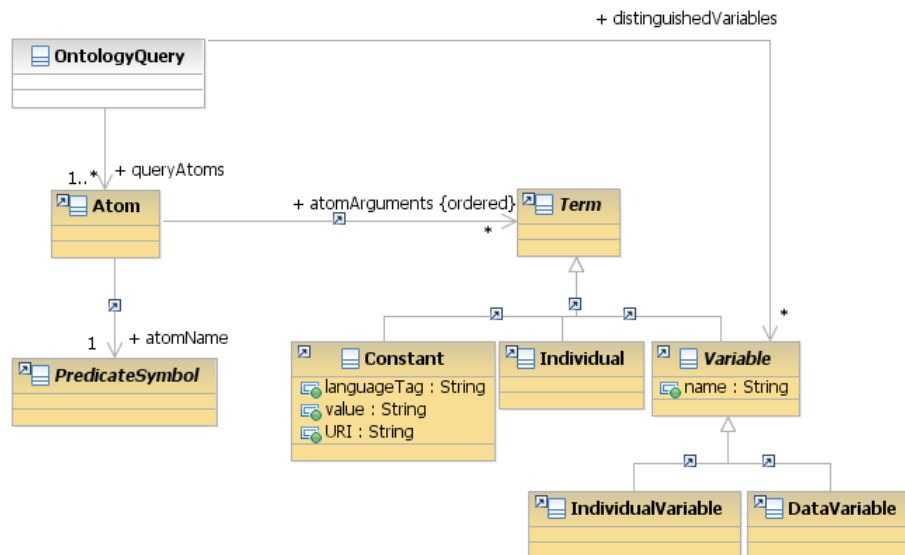 + distinguishedVariables
OntologyQuery
1..*
+ queryAtoms
Atom
+ atomArguments {ordered}
*
Term
1
+ atomName
*
PredicateSymbol
Constant
languageTag : String
value : String
URI : String
Individual
Variable
name : String
IndividualVariable
DataVariable